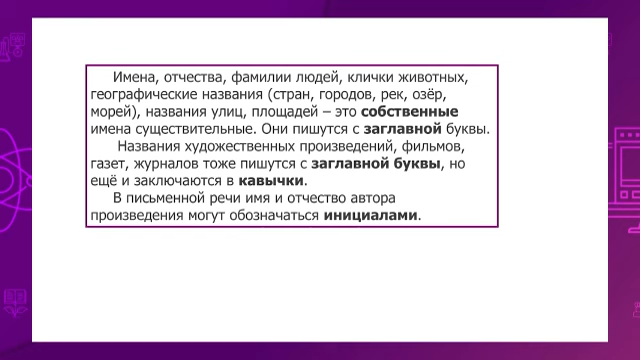 Имена, отчества, фамилии людей, клички животных,
географические названия (стран, городов, рек, озёр,
морей), названия улиц, площадей – это собственные
имена существительные. Они пишутся с заглавной буквы.
Названия художественных произведений, фильмов,
газет, журналов тоже пишутся с заглавной буквы, но
ещё и заключаются в кавычки.
В письменной речи имя и отчество автора
произведения могут обозначаться инициалами.